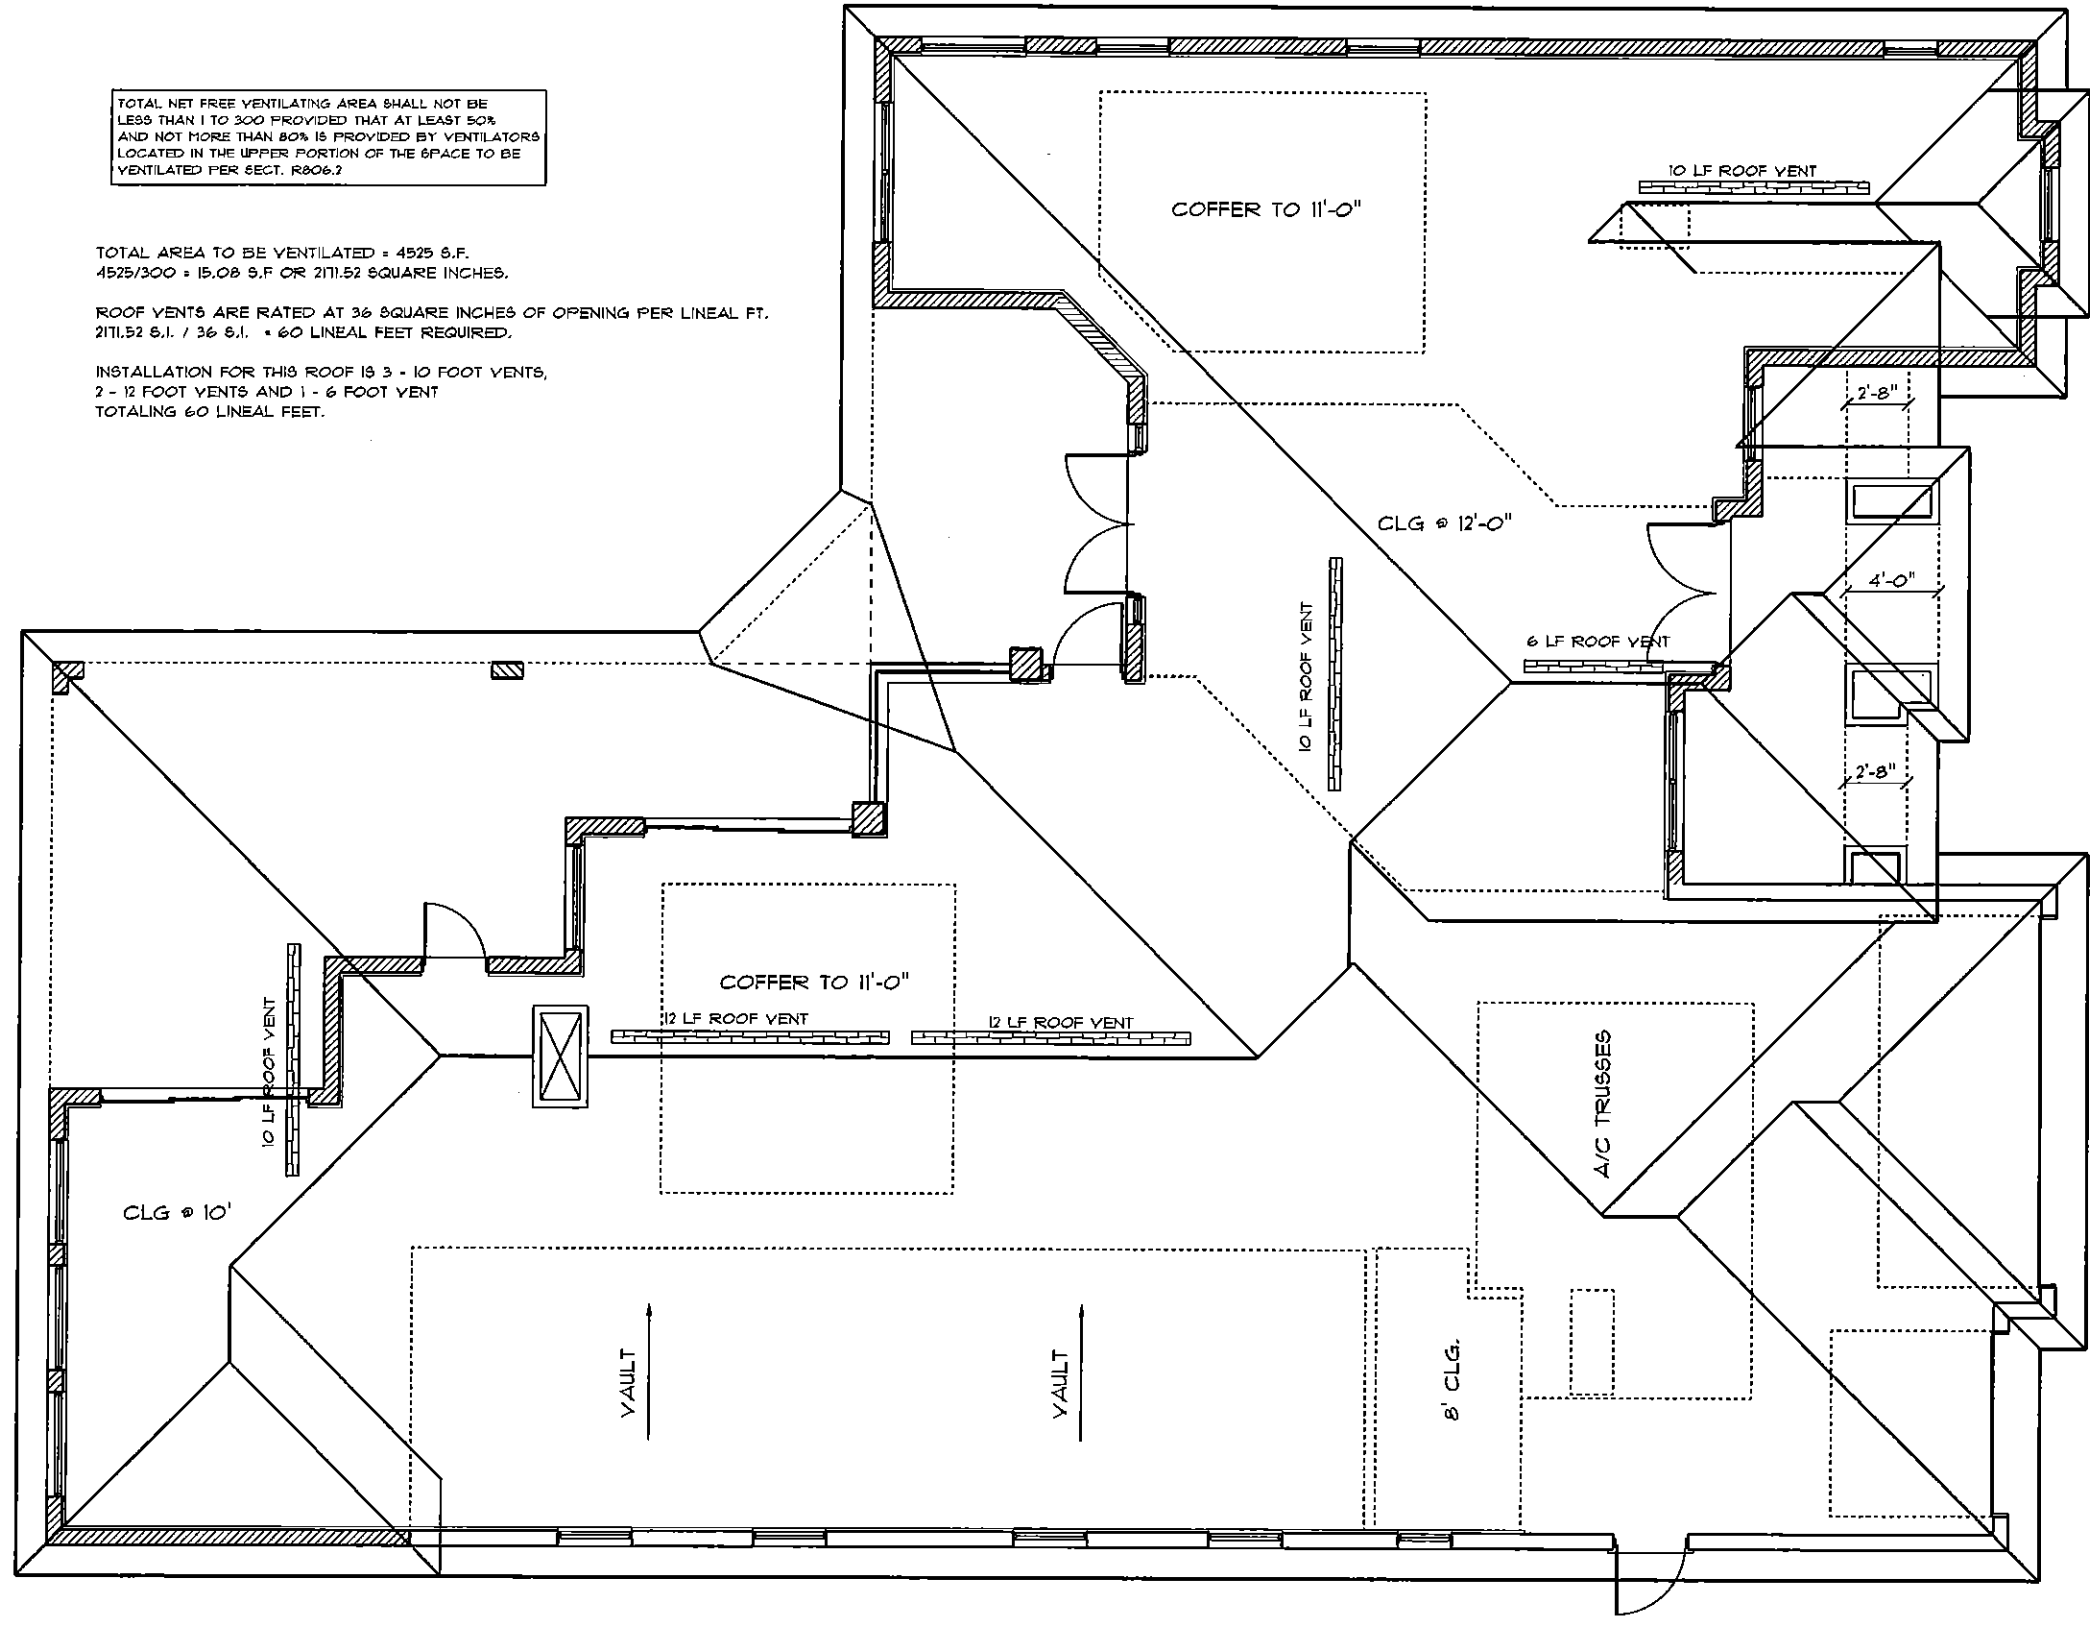 TOTAL NET FREE VENTILATING AREA SHALL NOT BE
LESS THAN 1 TO 300 PROVIDED THAT AT LEAST 50%
AND NOT MORE THAN 80% IS PROVIDED BY VENTILATORS
LOCATED IN THE UPPER PORTION OF THE SPACE TO BE
VENTILATED PER SECT. R806.2
TOTAL AREA TO BE VENTILATED = 4525 S.F.
4525/300 = 15.08 S.F OR 2171.52 SQUARE INCHES.
ROOF VENTS ARE RATED AT 36 SQUARE INCHES OF OPENING PER LINEAL FT.
2171.52 S.I. / 36 S.I. = 60 LINEAL FEET REQUIRED.
INSTALLATION FOR THIS ROOF IS 3 - 10 FOOT VENTS,
2 - 12 FOOT VENTS AND 1 - 6 FOOT VENT
TOTALING 60 LINEAL FEET.
10 LF ROOF VENT
COFFER TO 11'-0"
2'-8"
CLG @ 12'-0"
4'-0"
10 LF ROOF VENT
6 LF ROOF VENT
2'-8"
COFFER TO 11'-0"
12 LF ROOF VENT
12 LF ROOF VENT
10 LF ROOF VENT
A/C TRUSSES
CLG @ 10'
VAULT
VAULT
8' CLG.